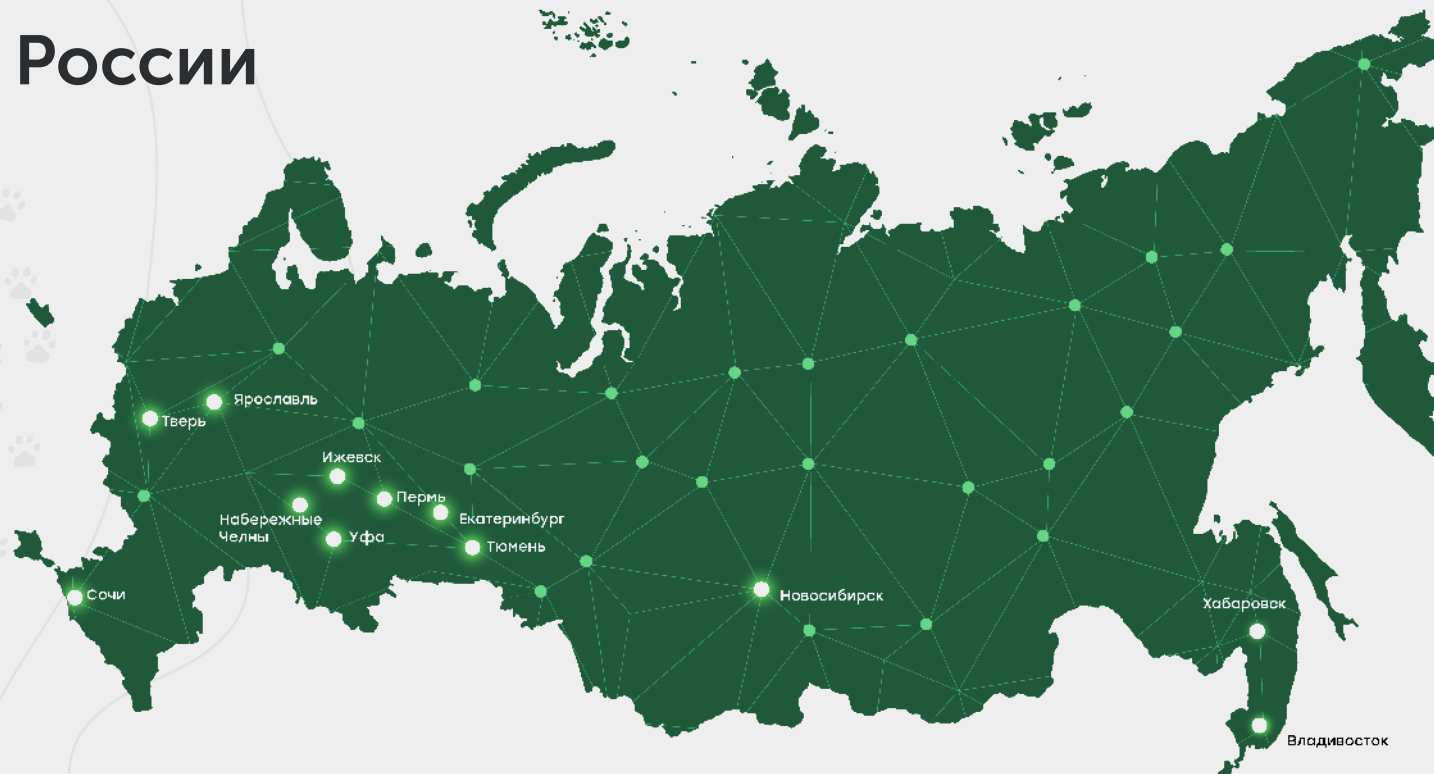 России
Ярославль
Тверь
Ижевск
Пермь
Набережные
Челны
Екатеринбург
Уфа
Тюмень
Сочи
Новосибирск
Хабаровск
Владивосток